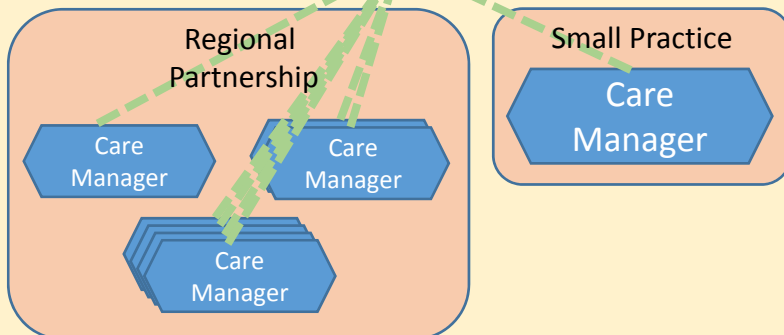 Regional
Partnership
Care
Manager
Care
Manager
Care
Manager
Small Practice
Care
Manager